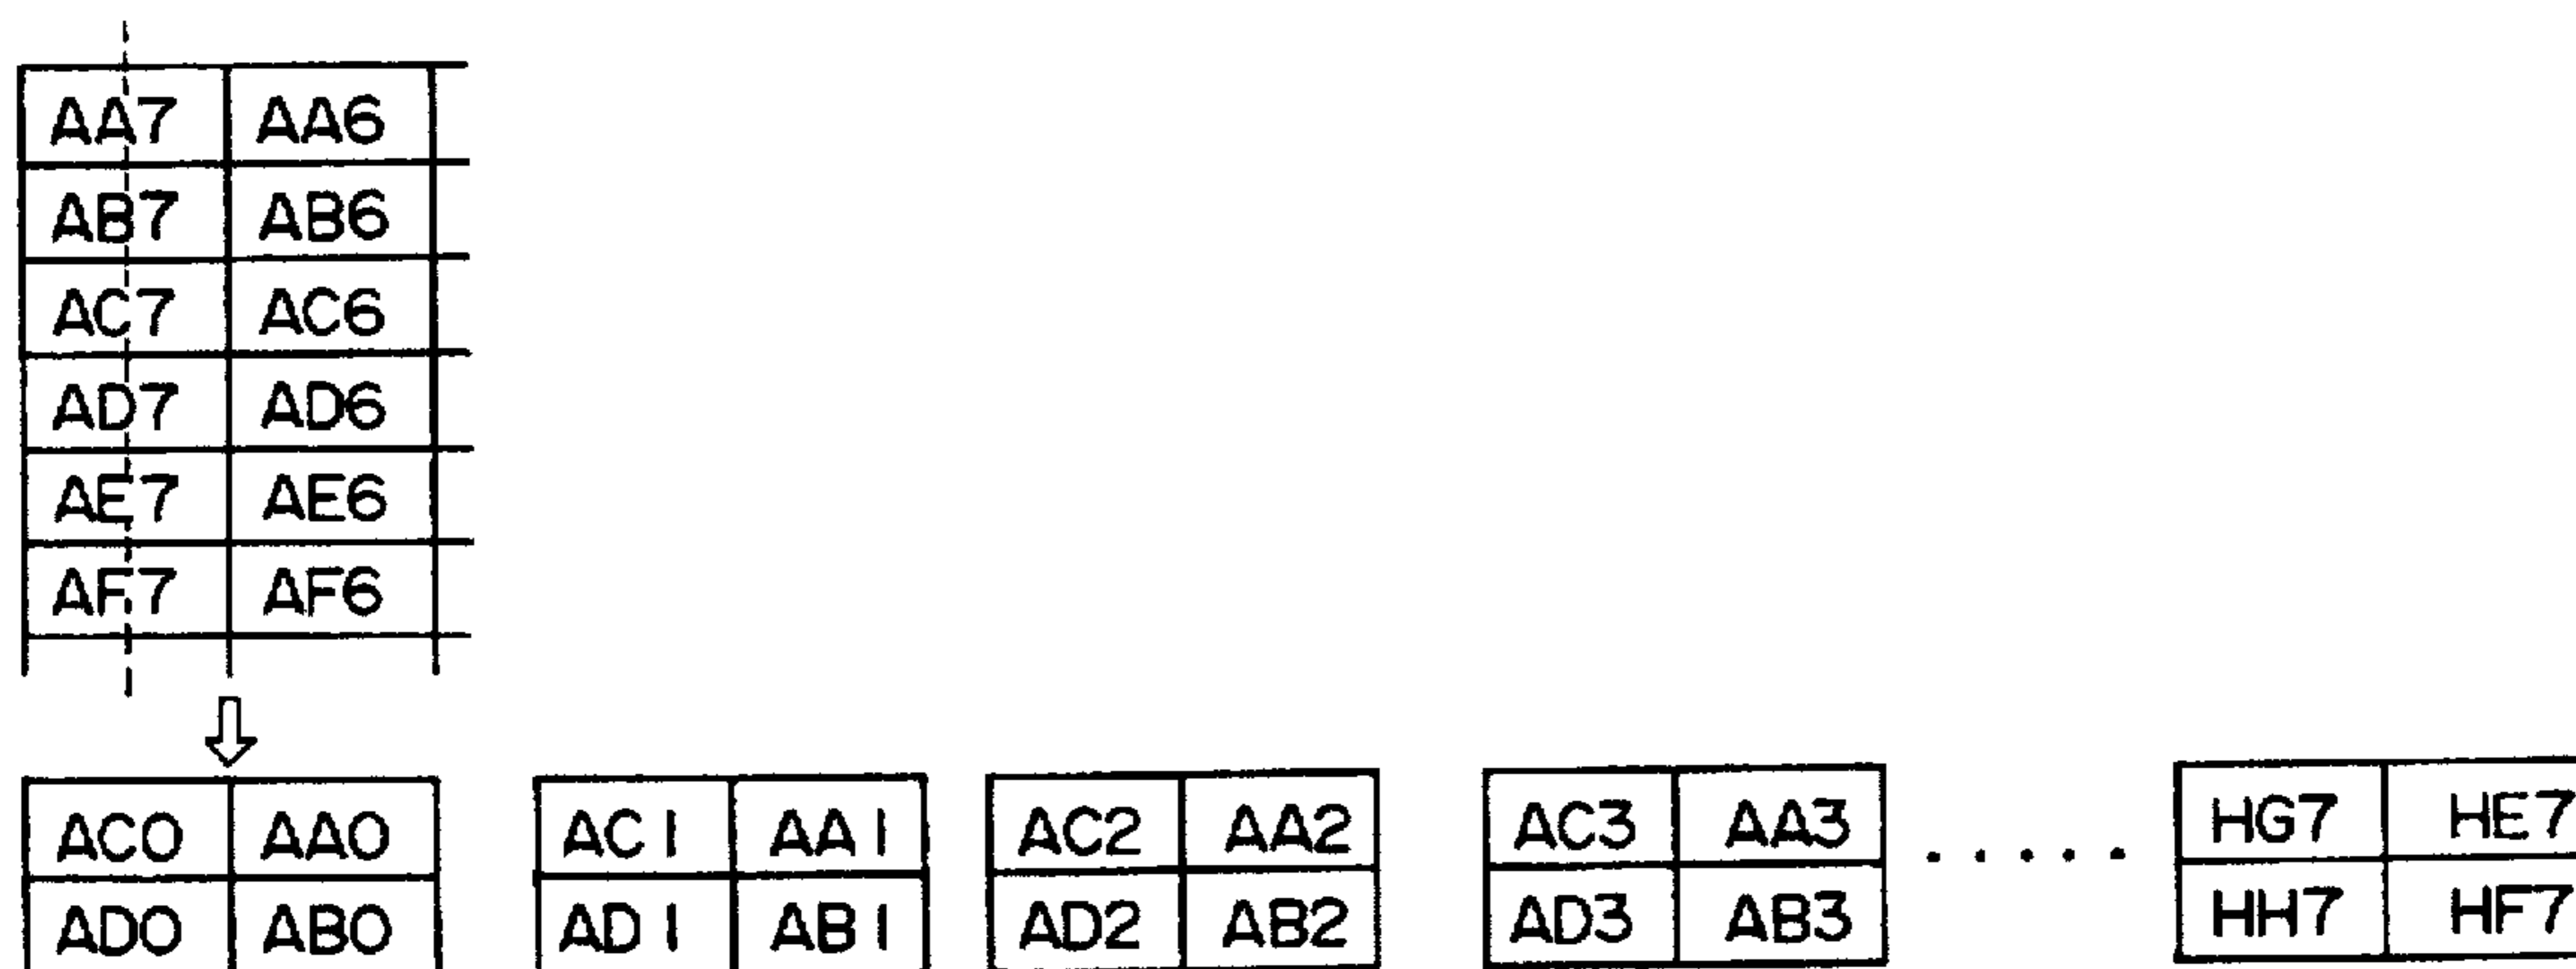 AA7 AA6
AB7 AB6
AC7 AC6
AD7 AD6
AE7 AE6
AF7 AF6
AC0 AA0 AC1 AA1 AC2 AA2 AC3 AA3 ..... HG7 HE7
AD0 AB0 AD1 AB1 AD2 AB2 AD3 AB3 HH7 HF7